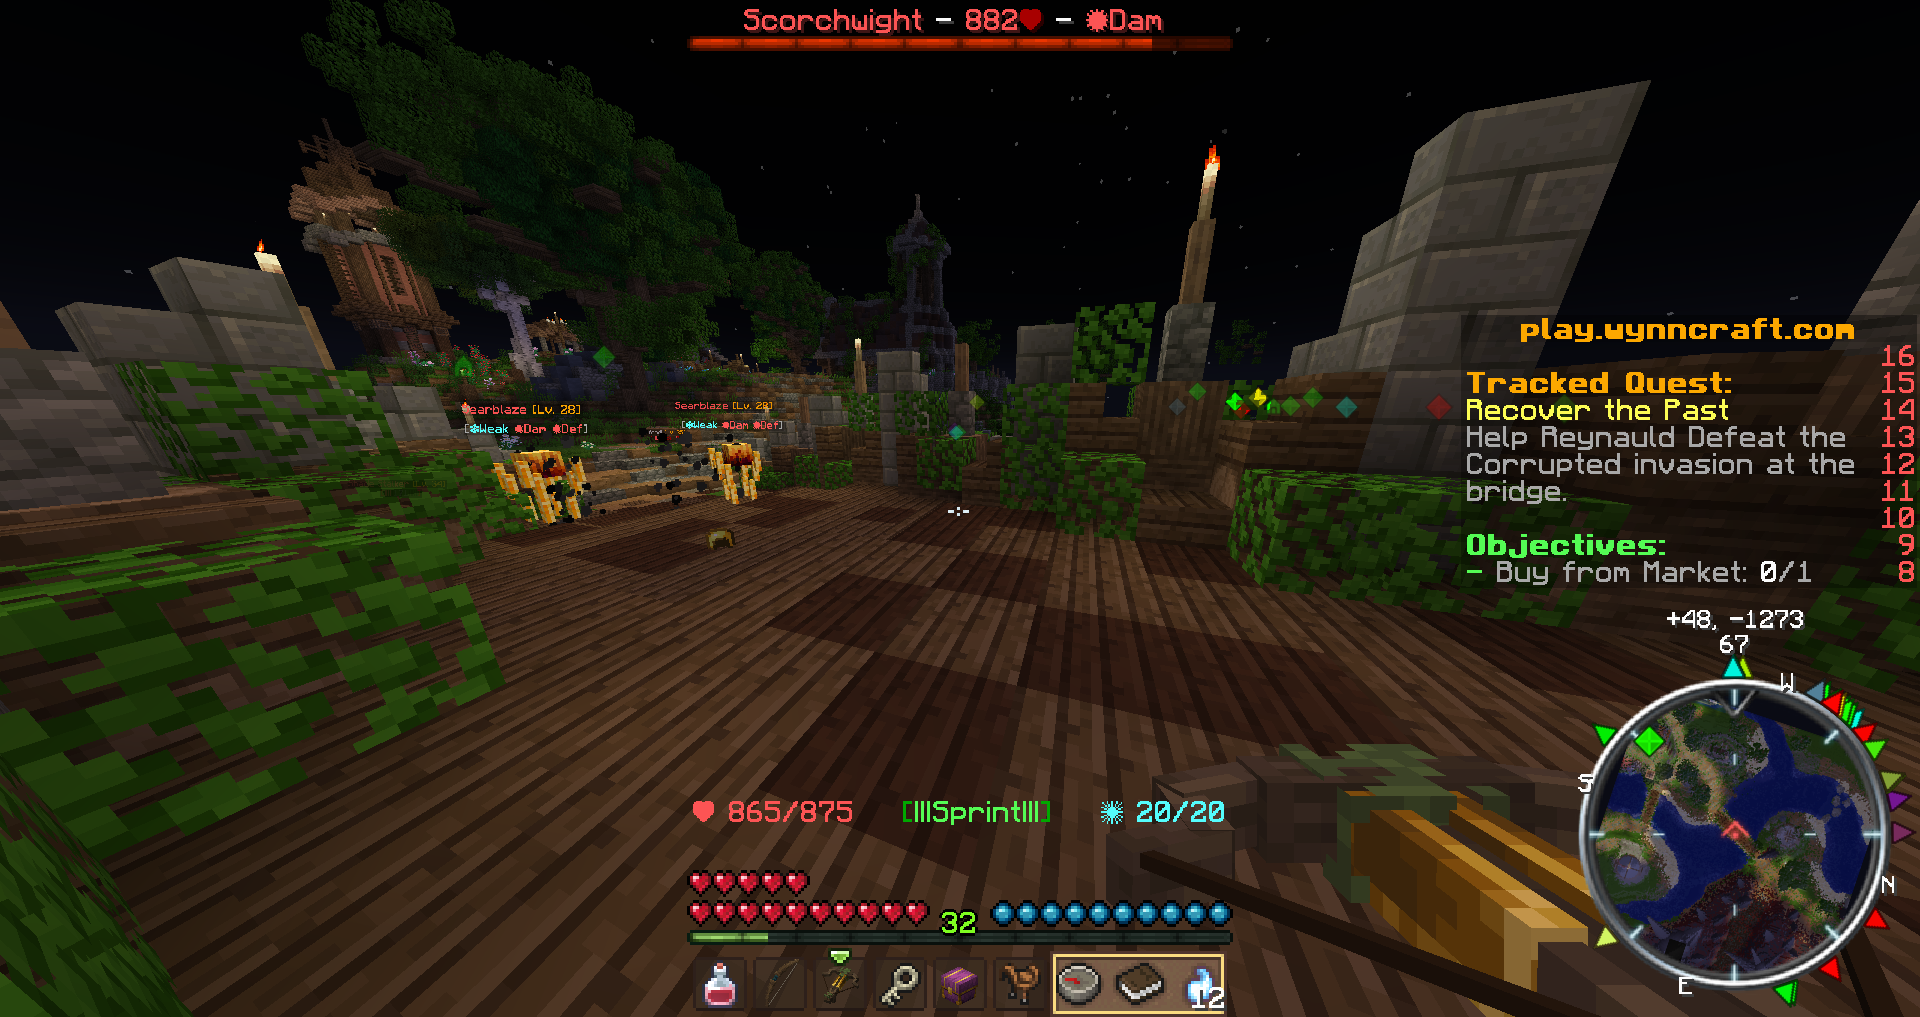 Scorchwight - 882 - Dam
Searblaze [Lv. 28]
[Weak Dam Def]
Searblaze [Lv. 28]
[Weak Dam Def]
play.wynncraft.com
16
Tracked Quest: 15
Recover the Past 14
Help Reynauld Defeat the 13
Corrupted invasion at the 12
bridge. 11
10
Objectives: 9
- Buy from Market: 0/1 8
+48, -1273
67
W
S
N
E
865/875 [|||Sprint|||] 20/20
32
12